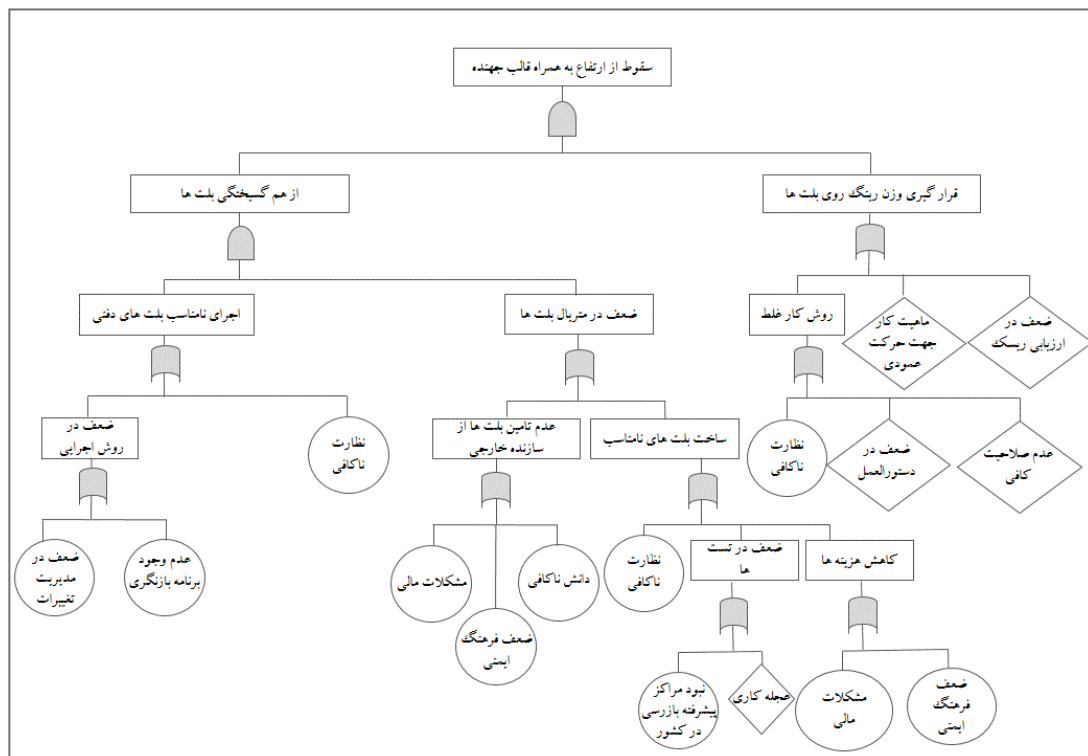 سقوط از ارتفاع به همراه قالب جهنده
قرار گیری وزن رینگ روی بلت ها
از هم گسیختگی بلت ها
روش کار غلط
ماهیت کار
جهت حرکت
عمودی
ضعف در
ارزیابی ریسک
ضعف در متریال بلت ها
اجرای نامناسب بلت های دفنی
عدم صلاحیت
کافی
ضعف در
دستورالعمل
نظارت
ناکافی
ساخت بلت های نامناسب
عدم تامین بلت ها از
سازنده خارجی
نظارت
ناکافی
ضعف در
روش اجرایی
کاهش هزینه ها
ضعف در تست
ها
نظارت
ناکافی
دانش ناکافی
ضعف فرهنگ
ایمنی
مشکلات مالی
عدم وجود
برنامه بازنگری
ضعف در
مدیریت
تغییرات
ضعف
فرهنگ
ایمنی
مشکلات
مالی
عجله کاری
نبود مراکز
پیشرفته بازرسی
در کشور